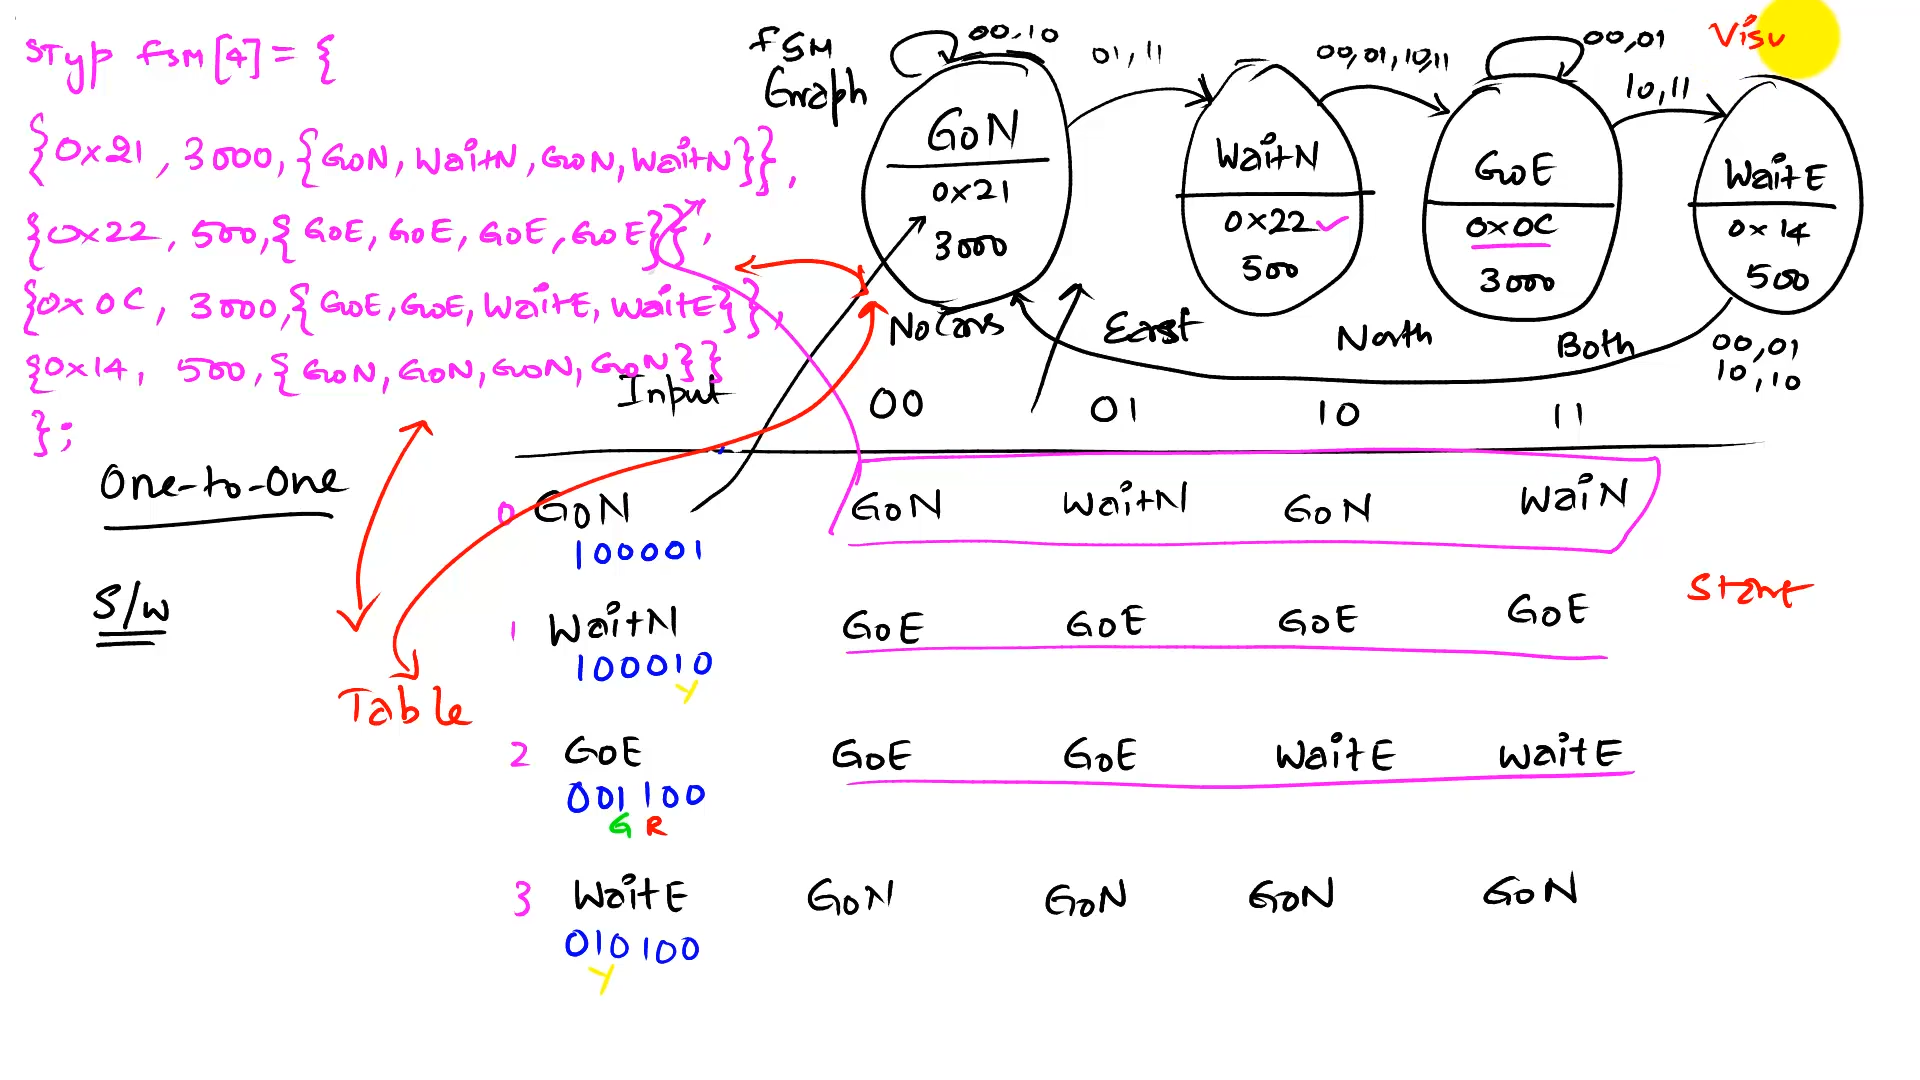 STyp fsm[4] = {
{0x21, 3000, {GoN, WaitN, GoN, WaitN}},
{0x22, 500, {GoE, GoE, GoE, GoE}},
{0x0C, 3000, {GoE, GoE, WaitE, WaitE}},
{0x14, 500, {GoN, GoN, GoN, GoN}}
};
FSM
Graph
00,10
01,11
00,01,10,11
00,01
10,11
Visu
GoN
0x21
3000
WaitN
0x22
500
GoE
0x0C
3000
WaitE
0x14
500
00,01
10,10
No Cars East North Both
Input 00 01 10 11
One-to-One
S/W
Table
Start
0 GoN GoN WaitN GoN WaiN
100001
1 WaitN GoE GoE GoE GoE
100010
Y
2 GoE GoE GoE WaitE WaitE
001100
G R
3 WaitE GoN GoN GoN GoN
010100
Y